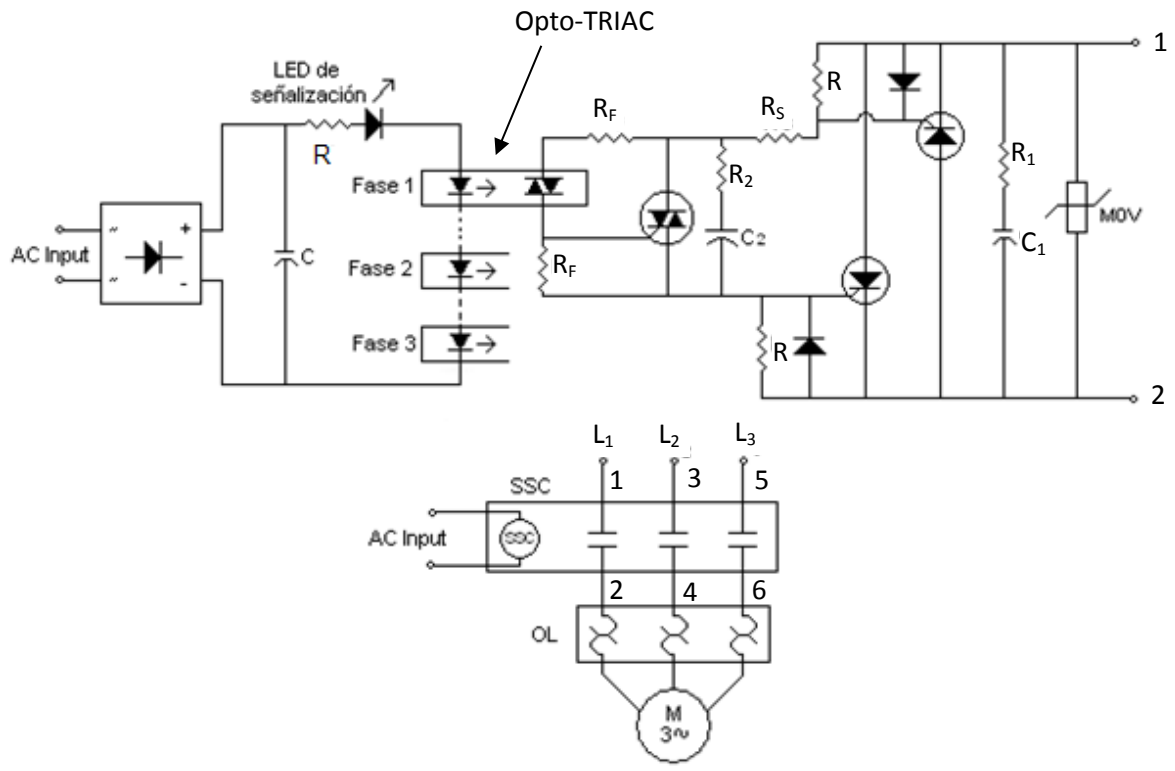 Opto-TRIAC
1
LED de
señalización
R
R_F
R_S
R
R_1
R_2
Fase 1
M0V
AC Input
~
+
~
-
C
C_2
C_1
Fase 2
R_F
Fase 3
R
2
L_1 L_2 L_3
1 3 5
SSC
AC Input
SSC
2 4 6
OL
M
3~